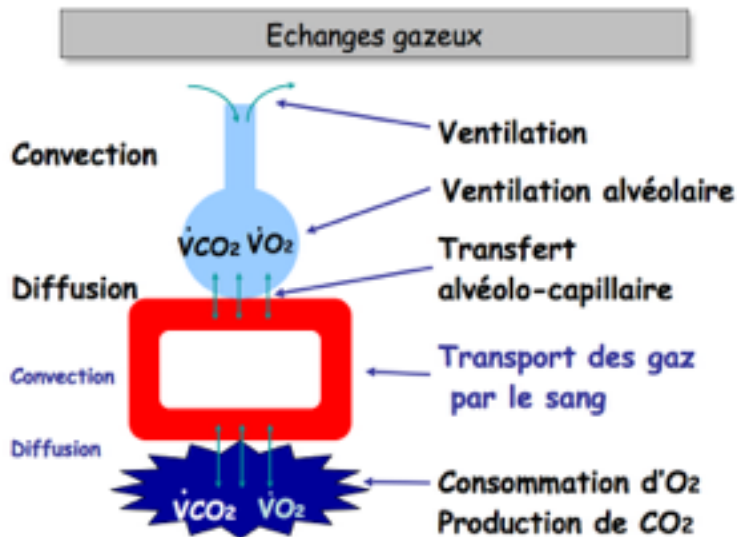 Echanges gazeux
Convection
Ventilation
Ventilation alvéolaire
V̇CO₂ V̇O₂
Diffusion
Transfert
alvéolo-capillaire
Convection
Transport des gaz
par le sang
Diffusion
V̇CO₂ V̇O₂
Consommation d'O₂
Production de CO₂